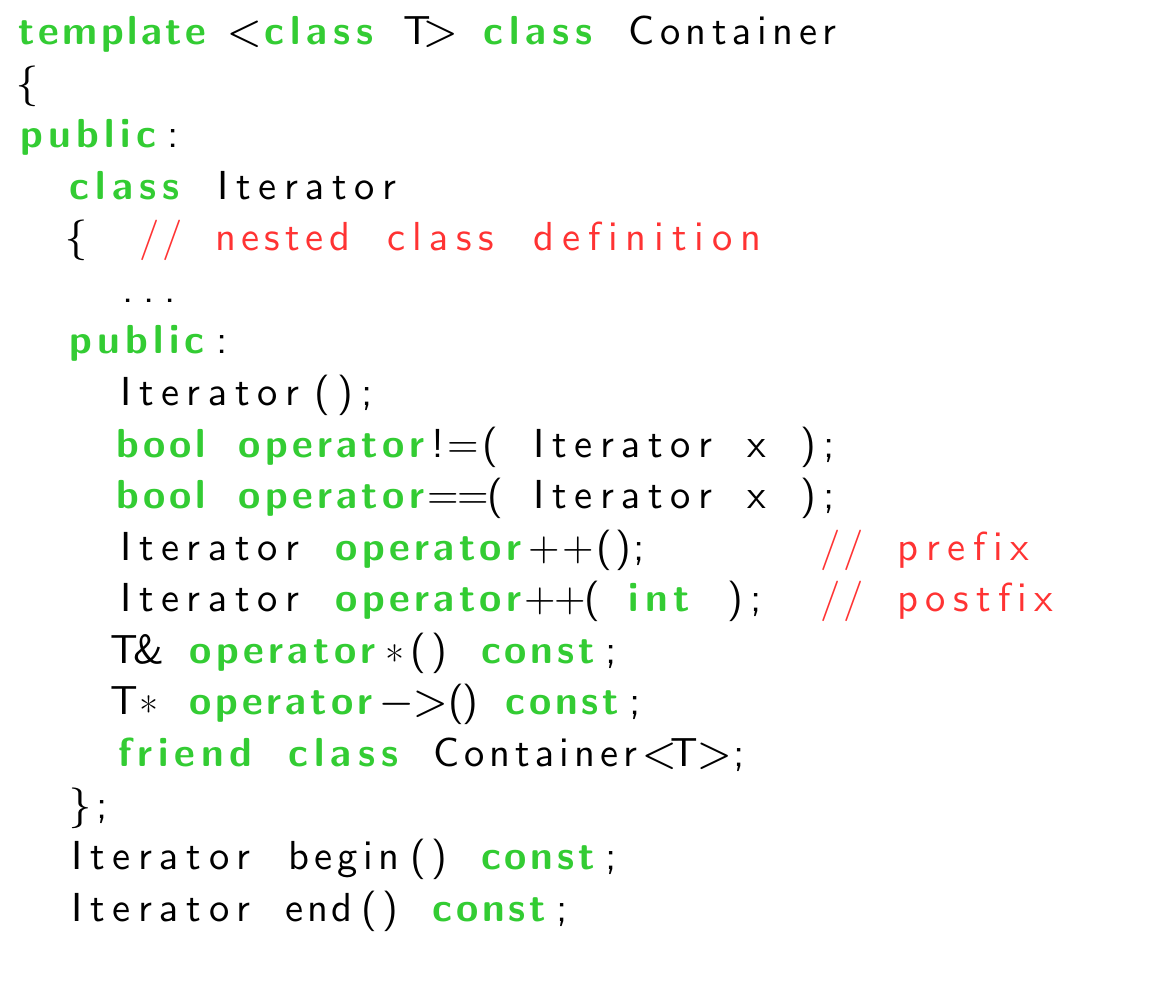 template <class T> class Container
{
public:
  class Iterator
  {  // nested class definition
    ...
  public:
    Iterator();
    bool operator!=( Iterator x );
    bool operator==( Iterator x );
    Iterator operator++();       // prefix
    Iterator operator++( int );  // postfix
    T& operator*() const;
    T* operator->() const;
    friend class Container<T>;
  };
  Iterator begin() const;
  Iterator end() const;